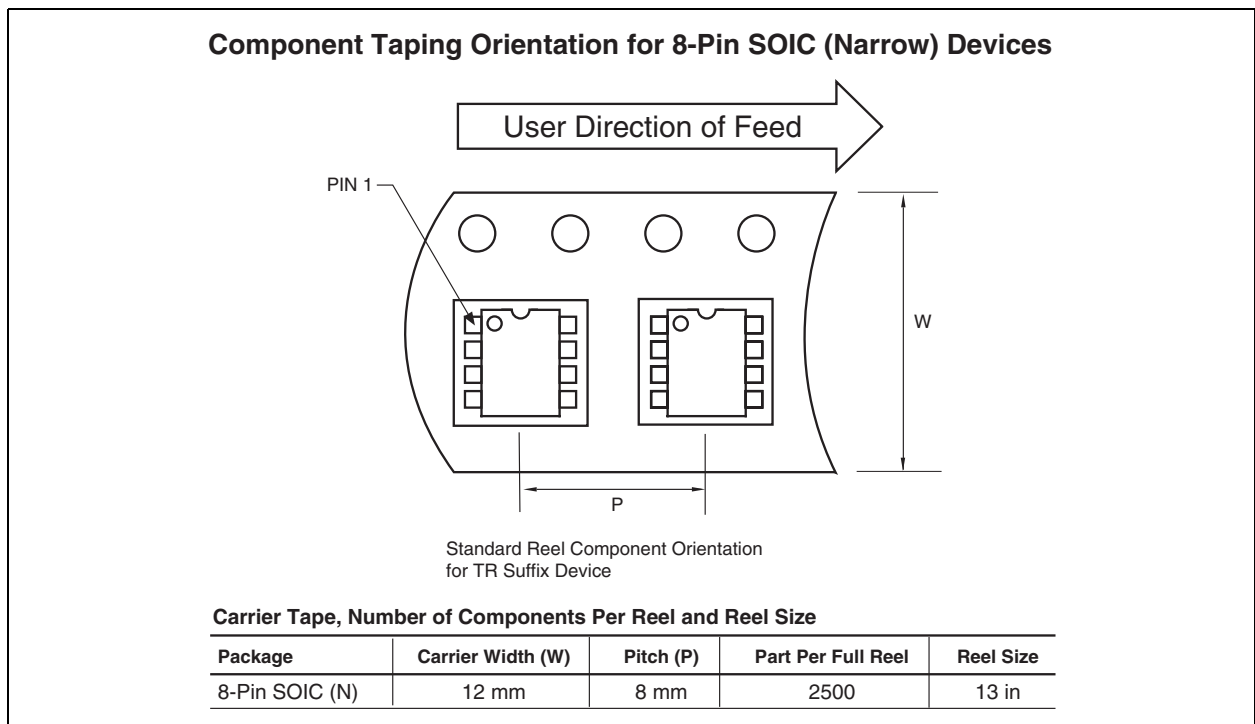 Component Taping Orientation for 8-Pin SOIC (Narrow) Devices
User Direction of Feed
PIN 1
W
P
Standard Reel Component Orientation
for TR Suffix Device
Carrier Tape, Number of Components Per Reel and Reel Size
Package Carrier Width (W) Pitch (P) Part Per Full Reel Reel Size
8-Pin SOIC (N) 12 mm 8 mm 2500 13 in